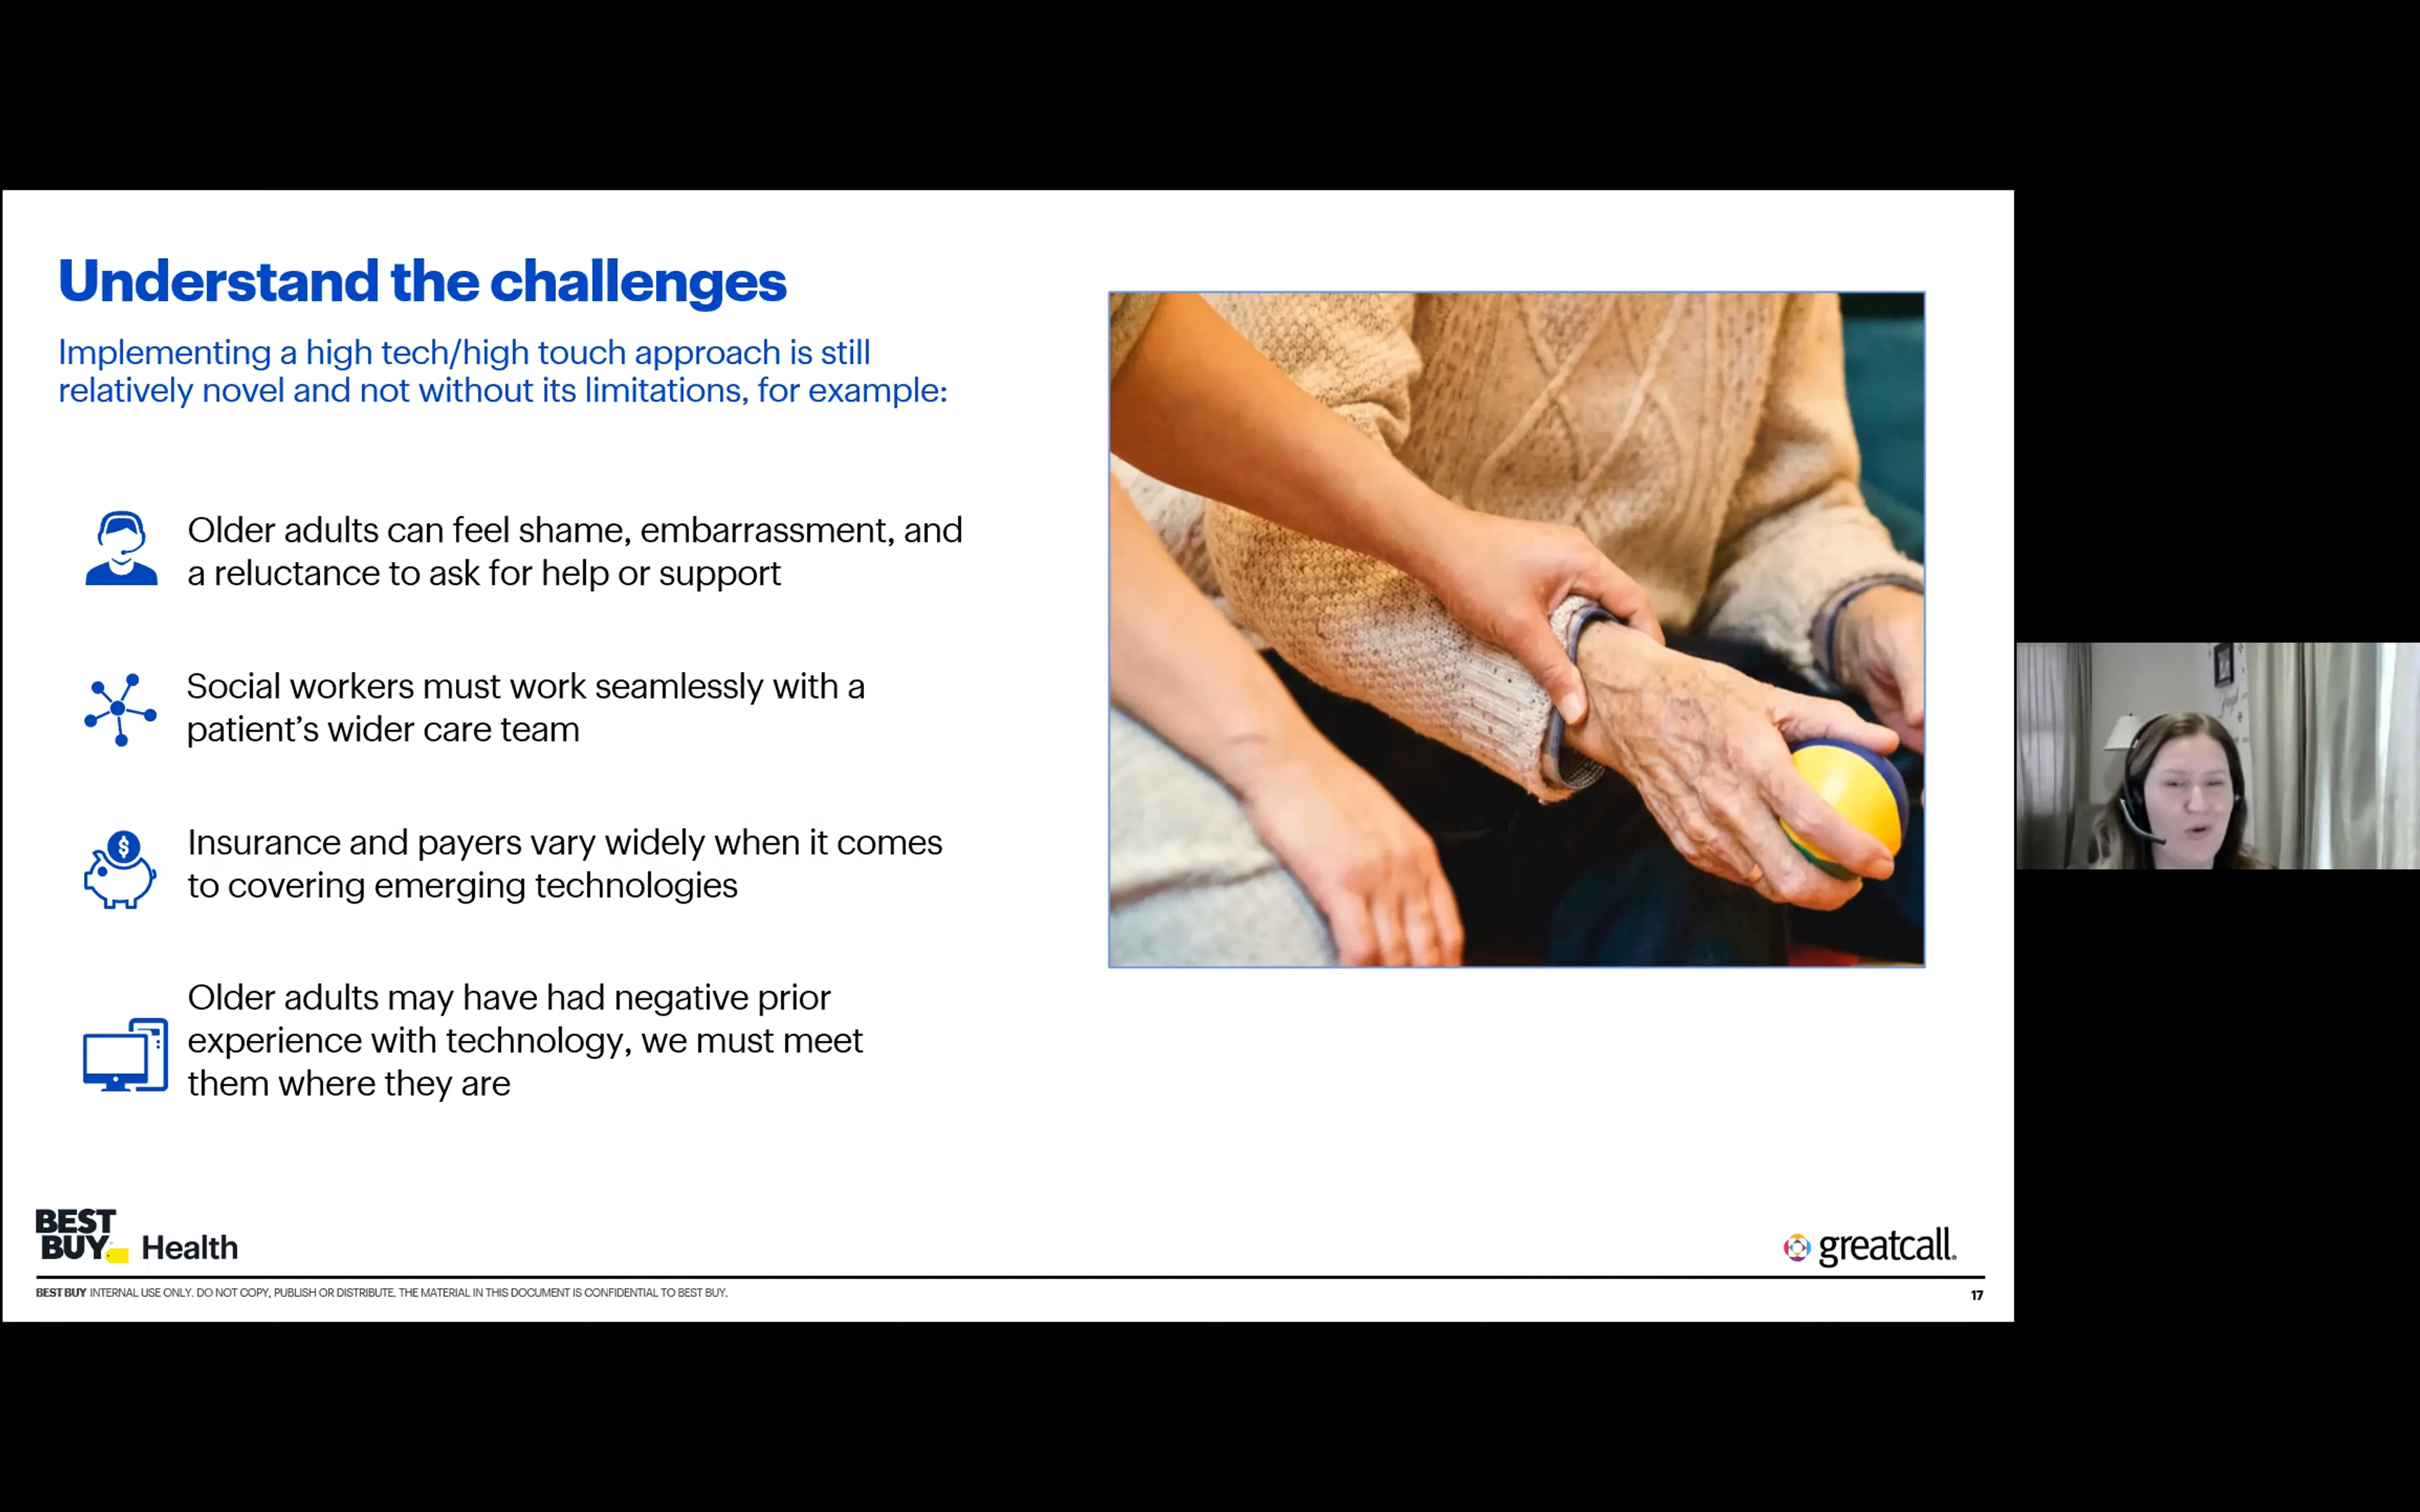 Understand the challenges
Implementing a high tech/high touch approach is still
relatively novel and not without its limitations, for example:
Older adults can feel shame, embarrassment, and
a reluctance to ask for help or support
Social workers must work seamlessly with a
patient’s wider care team
$
Insurance and payers vary widely when it comes
to covering emerging technologies
Older adults may have had negative prior
experience with technology, we must meet
them where they are
BEST
BUY Health
greatcall.
BEST BUY INTERNAL USE ONLY. DO NOT COPY, PUBLISH OR DISTRIBUTE. THE MATERIAL IN THIS DOCUMENT IS CONFIDENTIAL TO BEST BUY.
17